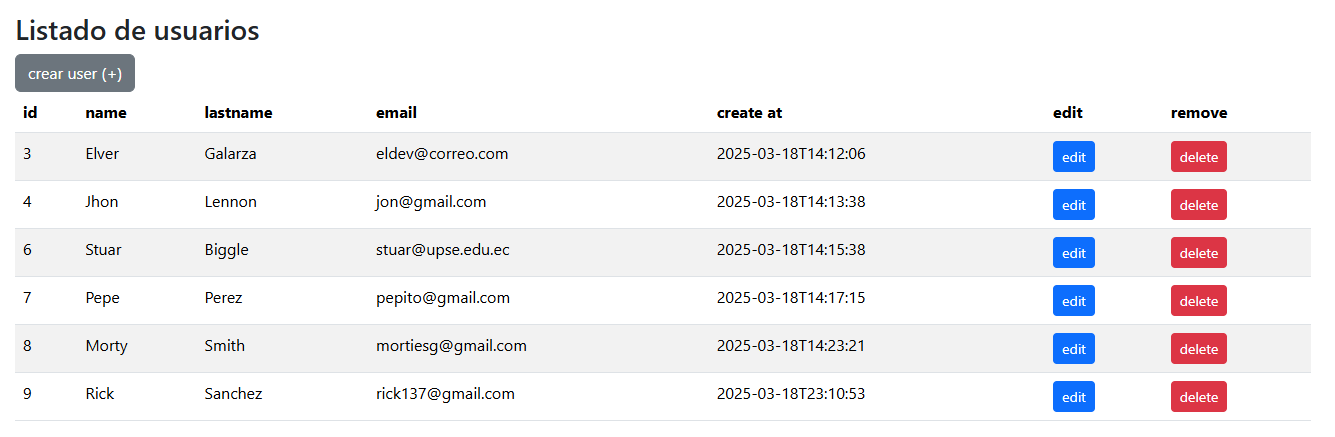 Listado de usuarios
crear user (+)
id name lastname email create at edit remove
3 Elver Galarza eldev@correo.com 2025-03-18T14:12:06 edit delete
4 Jhon Lennon jon@gmail.com 2025-03-18T14:13:38 edit delete
6 Stuar Biggle stuar@upse.edu.ec 2025-03-18T14:15:38 edit delete
7 Pepe Perez pepito@gmail.com 2025-03-18T14:17:15 edit delete
8 Morty Smith mortiesg@gmail.com 2025-03-18T14:23:21 edit delete
9 Rick Sanchez rick137@gmail.com 2025-03-18T23:10:53 edit delete